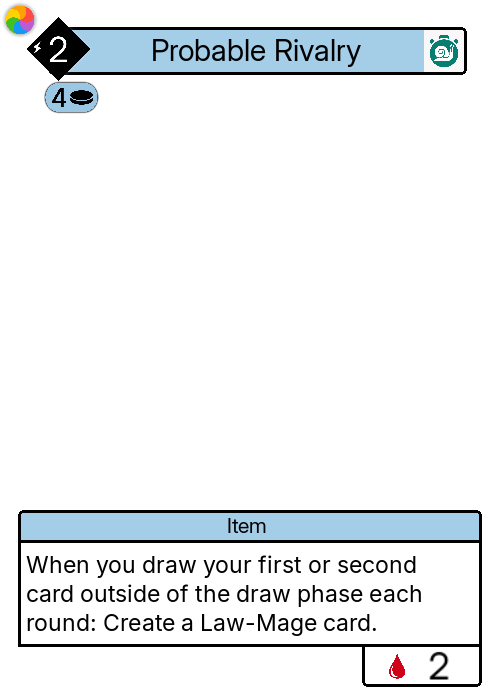 2
Probable Rivalry
4
Item
When you draw your first or second
card outside of the draw phase each
round: Create a Law-Mage card.
2